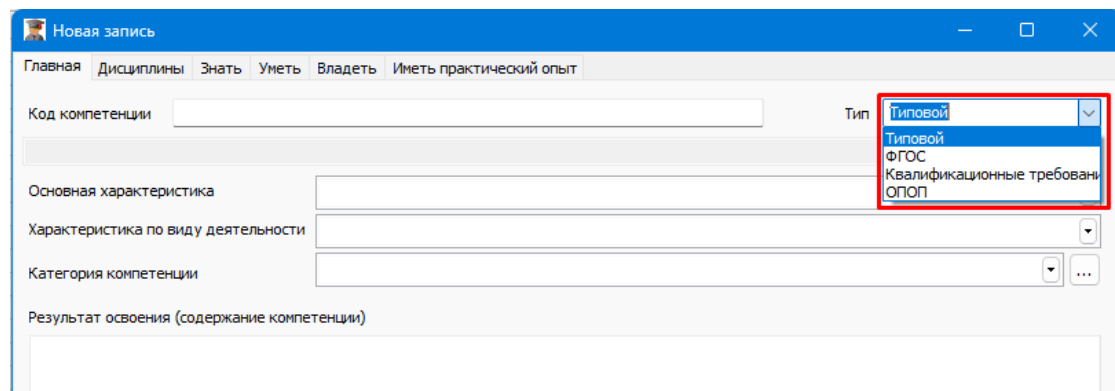 Новая запись
Главная Дисциплины Знать Уметь Владеть Иметь практический опыт
Код компетенции Тип Типовой
Типовой
ФГОС
Квалификационные требовани
ОПОП
Основная характеристика
Характеристика по виду деятельности
Категория компетенции ...
Результат освоения (содержание компетенции)